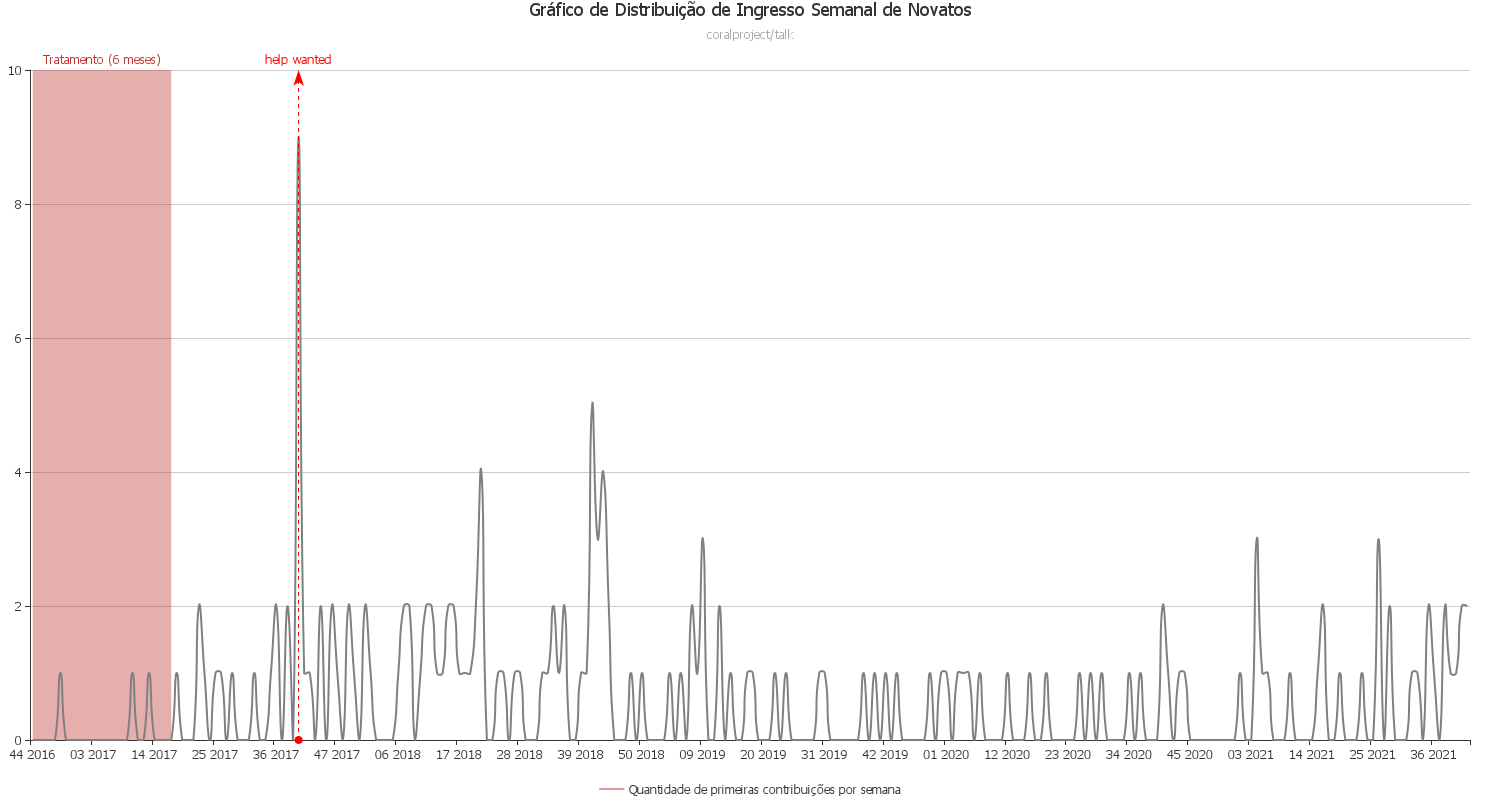 Gráfico de Distribuição de Ingresso Semanal de Novatos
coralproject/talk
Tratamento (6 meses)
help wanted
10
8
6
4
2
0
44 2016 03 2017 14 2017 25 2017 36 2017 47 2017 06 2018 17 2018 28 2018 39 2018 50 2018 09 2019 20 2019 31 2019 42 2019 01 2020 12 2020 23 2020 34 2020 45 2020 03 2021 14 2021 25 2021 36 2021
Quantidade de primeiras contribuições por semana